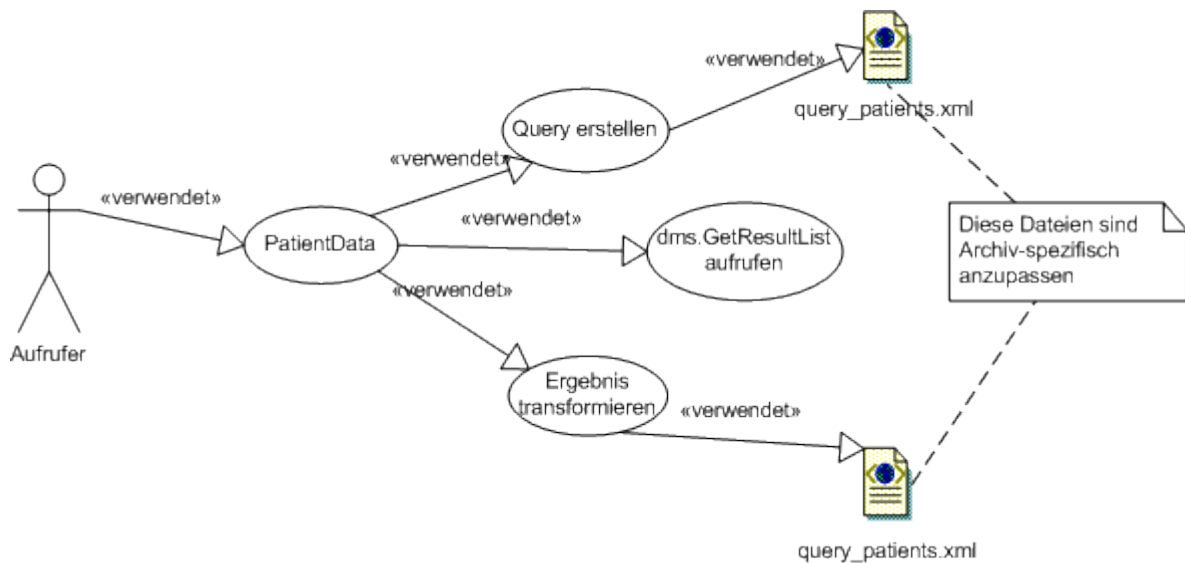 «verwendet»
query_patients.xml
Query erstellen
«verwendet»
«verwendet»
«verwendet»
PatientData
dms.GetResultList
aufrufen
Diese Dateien sind
Archiv-spezifisch
anzupassen
«verwendet»
Aufrufer
Ergebnis
transformieren
«verwendet»
query_patients.xml